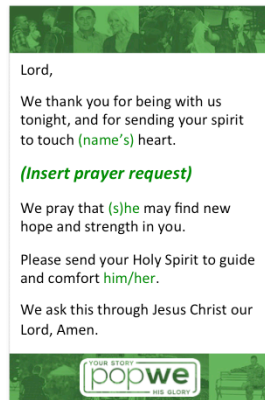 Lord,
We thank you for being with us
tonight, and for sending your spirit
to touch (name's) heart.
(Insert prayer request)
We pray that (s)he may find new
hope and strength in you.
Please send your Holy Spirit to guide
and comfort him/her.
We ask this through Jesus Christ our
Lord, Amen.
YOUR STORY
popwe
HIS GLORY